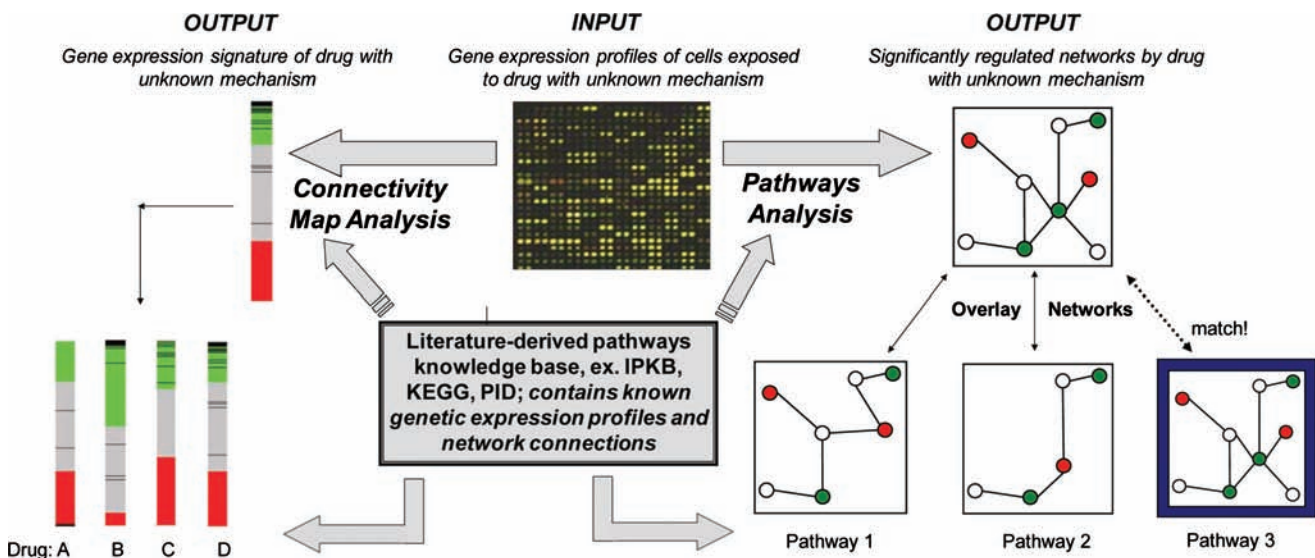 OUTPUT
Gene expression signature of drug with
unknown mechanism
INPUT
Gene expression profiles of cells exposed
to drug with unknown mechanism
OUTPUT
Significantly regulated networks by drug
with unknown mechanism
Connectivity
Map Analysis
Pathways
Analysis
Literature-derived pathways
knowledge base, ex. IPKB,
KEGG, PID; contains known
genetic expression profiles and
network connections
Overlay Networks
match!
Drug: A B C D
Pathway 1 Pathway 2 Pathway 3